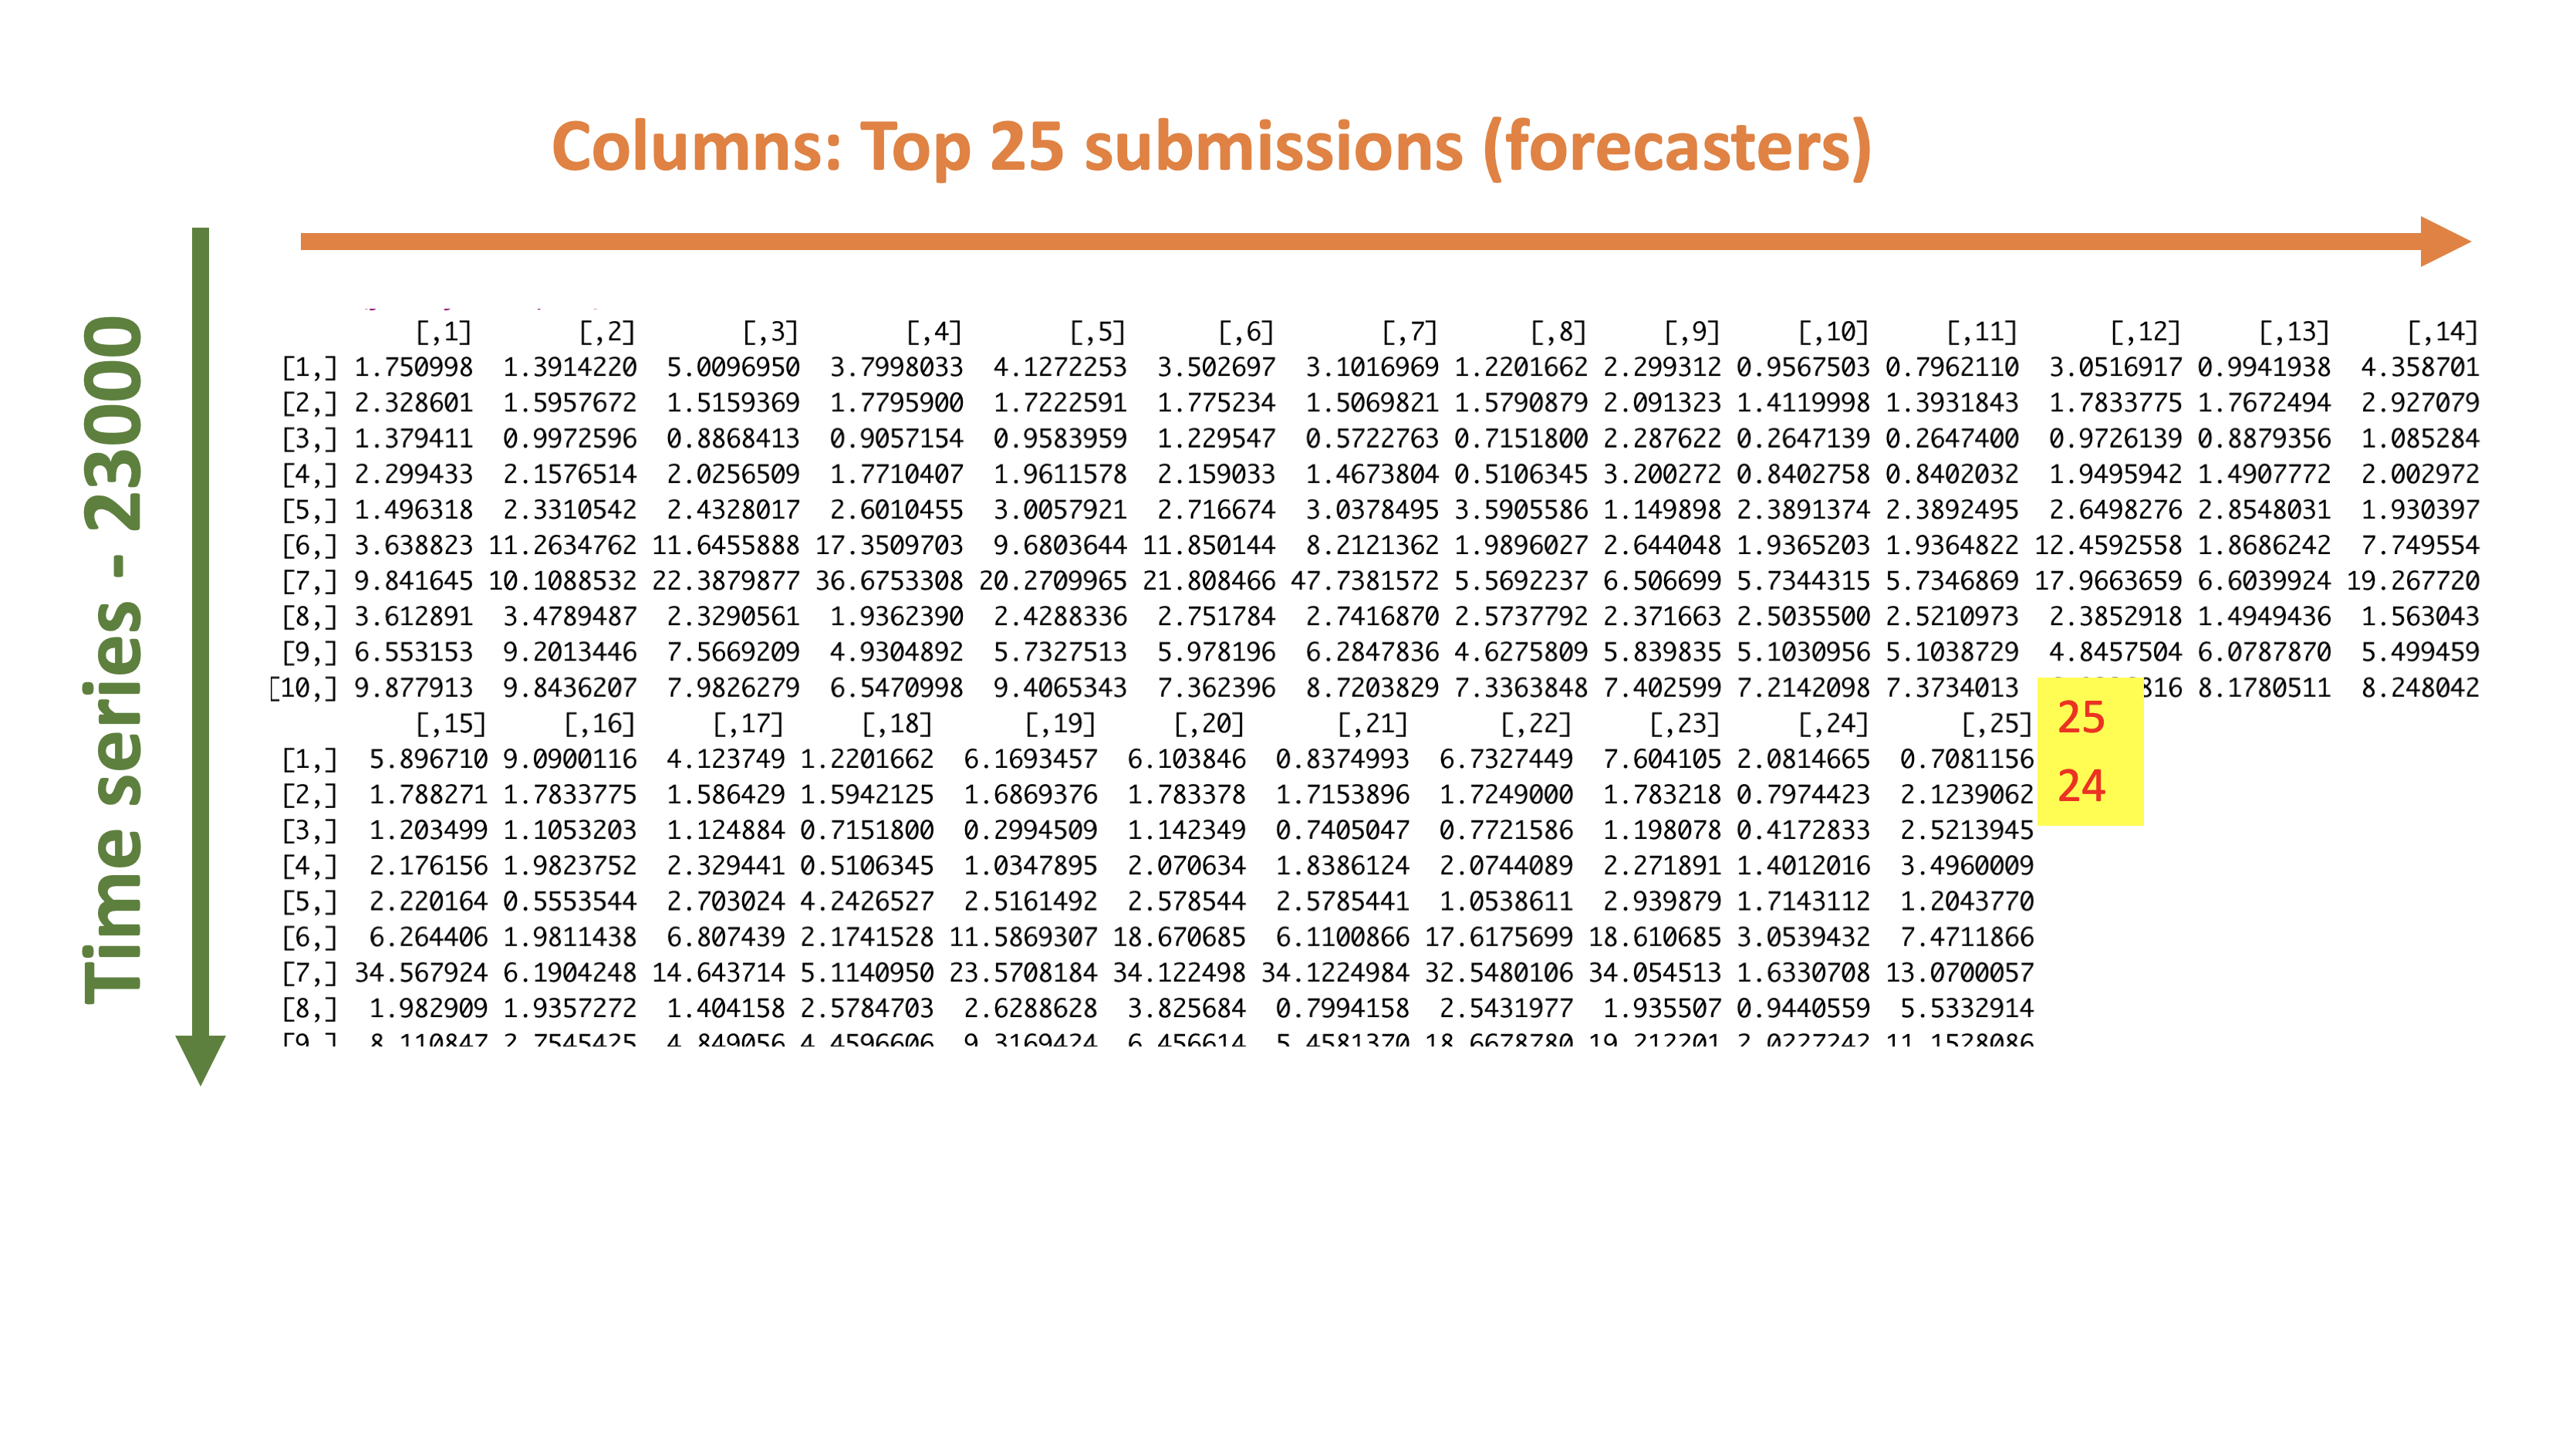 Columns: Top 25 submissions (forecasters)
Time series - 23000
[,1] [,2] [,3] [,4] [,5] [,6] [,7] [,8] [,9] [,10] [,11] [,12] [,13] [,14]
[1,] 1.750998 1.3914220 5.0096950 3.7998033 4.1272253 3.502697 3.1016969 1.2201662 2.299312 0.9567503 0.7962110 3.0516917 0.9941938 4.358701
[2,] 2.328601 1.5957672 1.5159369 1.7795900 1.7222591 1.775234 1.5069821 1.5790879 2.091323 1.4119998 1.3931843 1.7833775 1.7672494 2.927079
[3,] 1.379411 0.9972596 0.8868413 0.9057154 0.9583959 1.229547 0.5722763 0.7151800 2.287622 0.2647139 0.2647400 0.9726139 0.8879356 1.085284
[4,] 2.299433 2.1576514 2.0256509 1.7710407 1.9611578 2.159033 1.4673804 0.5106345 3.200272 0.8402758 0.8402032 1.9495942 1.4907772 2.002972
[5,] 1.496318 2.3310542 2.4328017 2.6010455 3.0057921 2.716674 3.0378495 3.5905586 1.149898 2.3891374 2.3892495 2.6498276 2.8548031 1.930397
[6,] 3.638823 11.2634762 11.6455888 17.3509703 9.6803644 11.850144 8.2121362 1.9896027 2.644048 1.9365203 1.9364822 12.4592558 1.8686242 7.749554
[7,] 9.841645 10.1088532 22.3879877 36.6753308 20.2709965 21.808466 47.7381572 5.5692237 6.506699 5.7344315 5.7346869 17.9663659 6.6039924 19.267720
[8,] 3.612891 3.4789487 2.3290561 1.9362390 2.4288336 2.751784 2.7416870 2.5737792 2.371663 2.5035500 2.5210973 2.3852918 1.4949436 1.563043
[9,] 6.553153 9.2013446 7.5669209 4.9304892 5.7327513 5.978196 6.2847836 4.6275809 5.839835 5.1030956 5.1038729 4.8457504 6.0787870 5.499459
[10,] 9.877913 9.8436207 7.9826279 6.5470998 9.4065343 7.362396 8.7203829 7.3363848 7.402599 7.2142098 7.3734013 816 8.1780511 8.248042
[,15] [,16] [,17] [,18] [,19] [,20] [,21] [,22] [,23] [,24] [,25] 25
[1,] 5.896710 9.0900116 4.123749 1.2201662 6.1693457 6.103846 0.8374993 6.7327449 7.604105 2.0814665 0.7081156
[2,] 1.788271 1.7833775 1.586429 1.5942125 1.6869376 1.783378 1.7153896 1.7249000 1.783218 0.7974423 2.1239062 24
[3,] 1.203499 1.1053203 1.124884 0.7151800 0.2994509 1.142349 0.7405047 0.7721586 1.198078 0.4172833 2.5213945
[4,] 2.176156 1.9823752 2.329441 0.5106345 1.0347895 2.070634 1.8386124 2.0744089 2.271891 1.4012016 3.4960009
[5,] 2.220164 0.5553544 2.703024 4.2426527 2.5161492 2.578544 2.5785441 1.0538611 2.939879 1.7143112 1.2043770
[6,] 6.264406 1.9811438 6.807439 2.1741528 11.5869307 18.670685 6.1100866 17.6175699 18.610685 3.0539432 7.4711866
[7,] 34.567924 6.1904248 14.643714 5.1140950 23.5708184 34.122498 34.1224984 32.5480106 34.054513 1.6330708 13.0700057
[8,] 1.982909 1.9357272 1.404158 2.5784703 2.6288628 3.825684 0.7994158 2.5431977 1.935507 0.9440559 5.5332914
[9,] 8.110847 2.7545425 4.849056 4.4596606 9.3169424 6.456614 5.4581370 18.6678780 19.212201 2.0227242 11.1528086